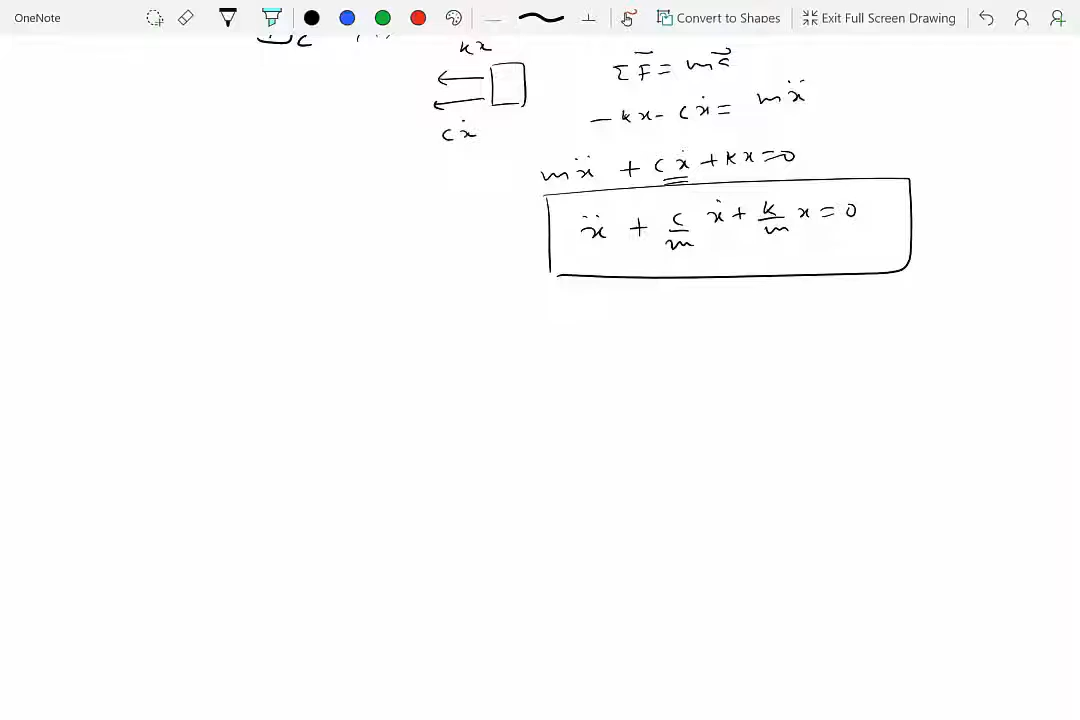 OneNote
Convert to Shapes
Exit Full Screen Drawing
c
kx
cẋ
ΣF⃗ = ma⃗
-kx - cẋ = mẍ
mẍ + cẋ + kx = 0
ẍ + c/m ẋ + k/m x = 0